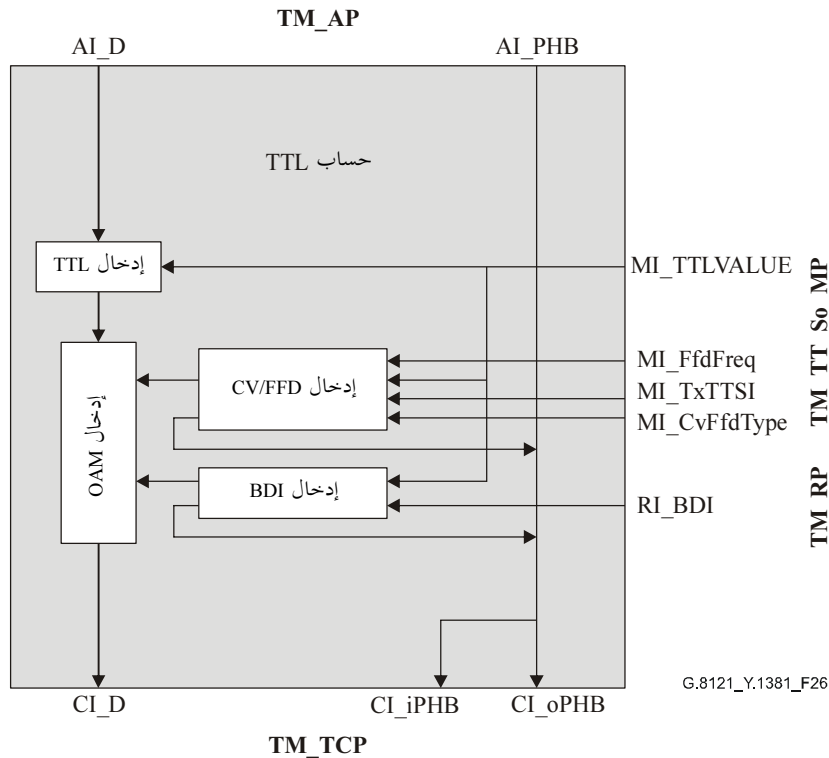 TM_AP
AI_D
AI_PHB
حساب TTL
إدخال TTL
MI_TTLVALUE
إدخال CV/FFD
MI_FfdFreq
MI_TxTTSI
MI_CvFfdType
إدخال OAM
إدخال BDI
RI_BDI
TM_TT_So_MP
TM_RP
CI_D
CI_iPHB
CI_oPHB
TM_TCP
G.8121_Y.1381_F26